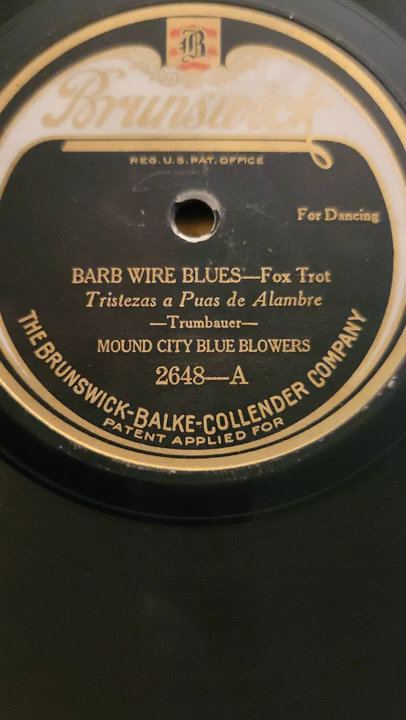 B
Brunswick
REG. U.S. PAT. OFFICE
For Dancing
BARB WIRE BLUES—Fox Trot
Tristezas a Puas de Alambre
—Trumbauer—
MOUND CITY BLUE BLOWERS
2648—A
THE BRUNSWICK-BALKE-COLLENDER COMPANY
PATENT APPLIED FOR